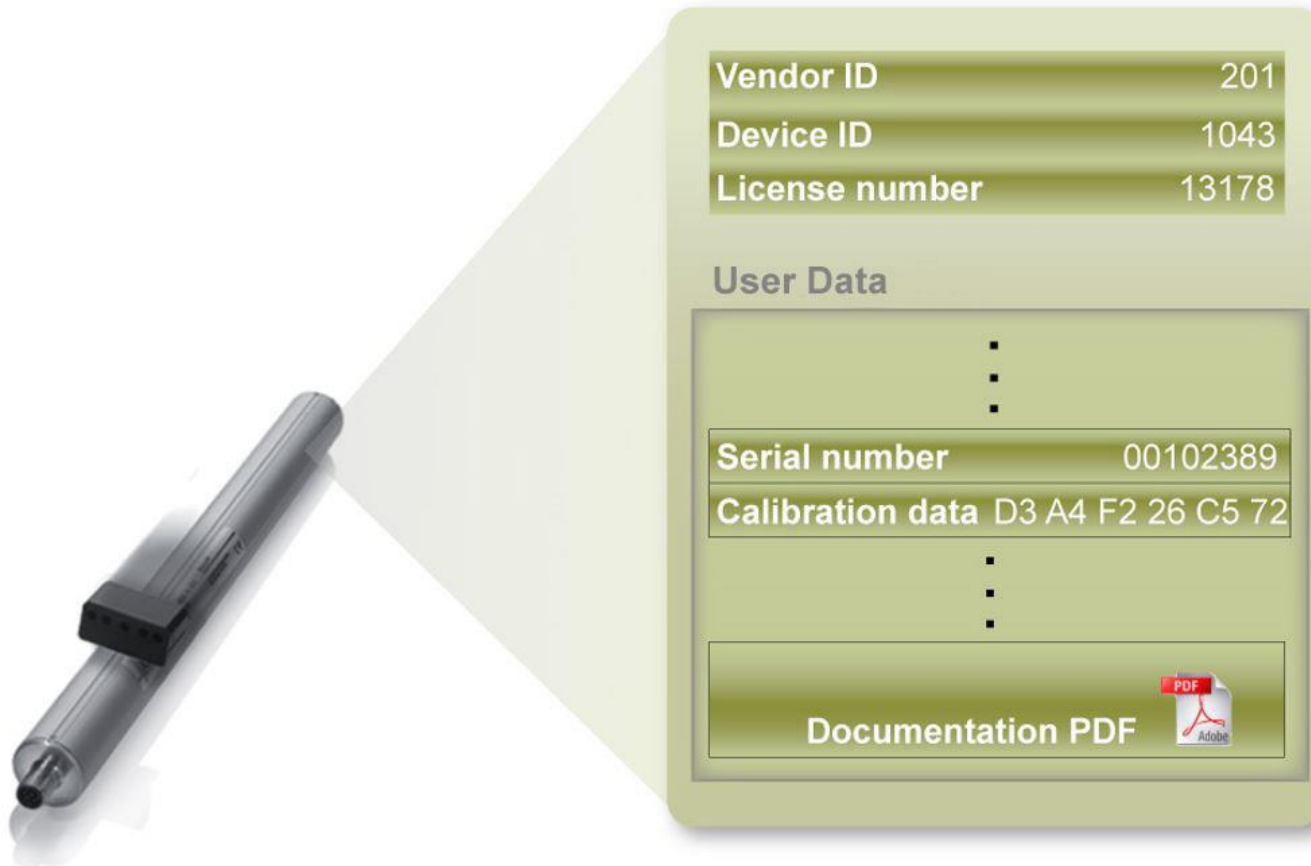 Vendor ID 201
Device ID 1043
License number 13178
User Data
Serial number 00102389
Calibration data D3 A4 F2 26 C5 72
PDF
Documentation PDF
Adobe